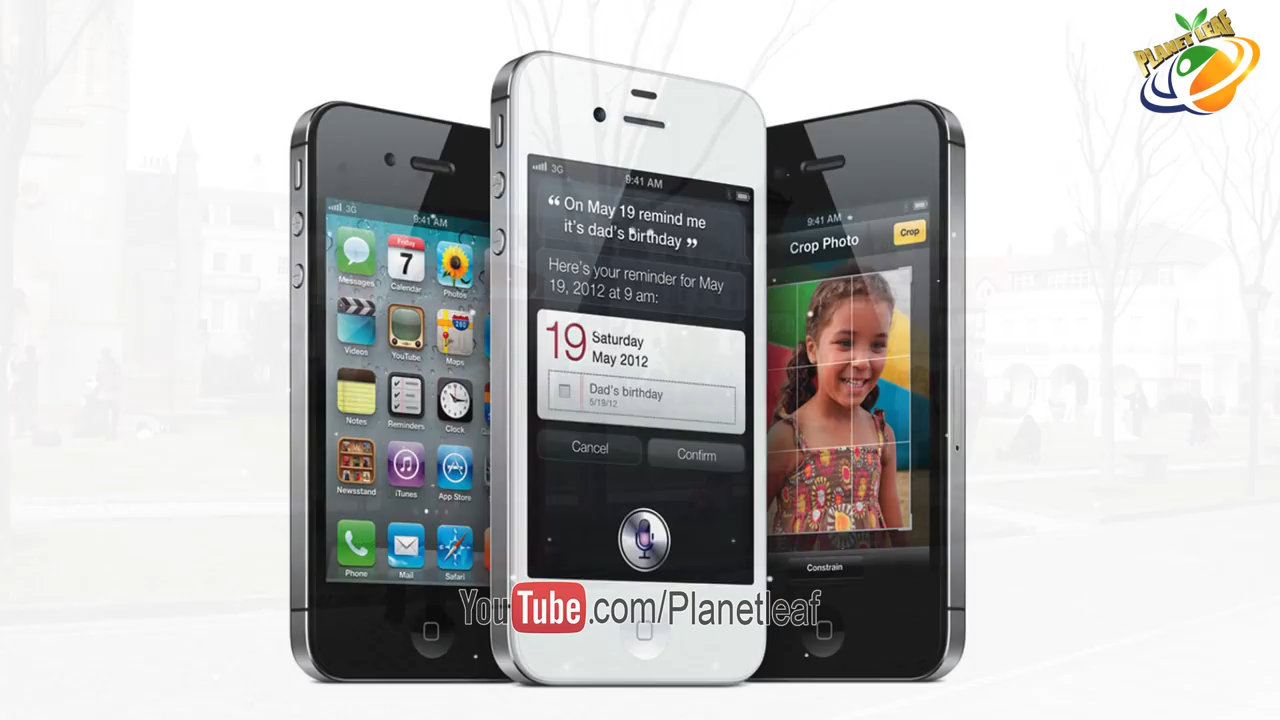 PLANET LEAF
3G
9:41 AM
Messages
Friday
7
Calendar
Photos
Videos
YouTube
280
Maps
Notes
Reminders
Clock
Newsstand
iTunes
App Store
Phone
Mail
Safari
3G
9:41 AM
“ On May 19 remind me
it’s dad’s birthday ”
Here’s your reminder for May
19, 2012 at 9 am:
19
Saturday
May 2012
Dad’s birthday
5/19/12
Cancel
Confirm
9:41 AM
Crop Photo
Crop
Constrain
YouTube.com/Planetleaf